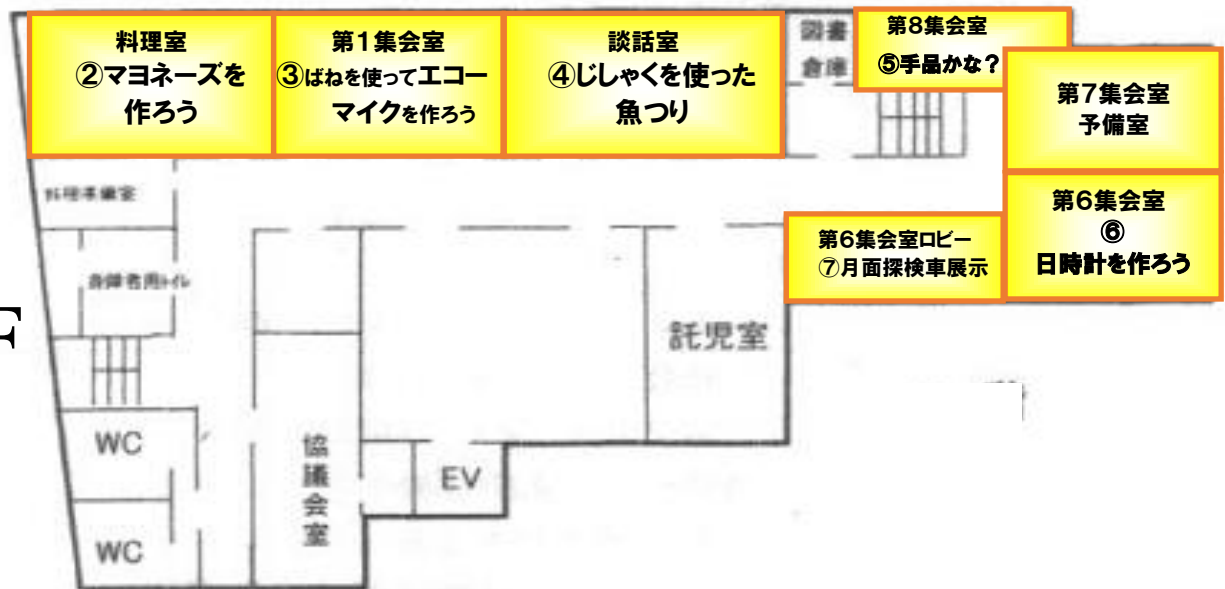 料理室
②マヨネーズを
作ろう
第1集会室
③ばねを使ってエコー
マイクを作ろう
談話室
④じしゃくを使った
魚つり
図書
倉庫
第8集会室
⑤手品かな？
第7集会室
予備室
料理準備室
身障者用トイレ
第6集会室ロビー
⑦月面探検車展示
第6集会室
⑥
日時計を作ろう
託児室
WC
協議会室
EV
WC